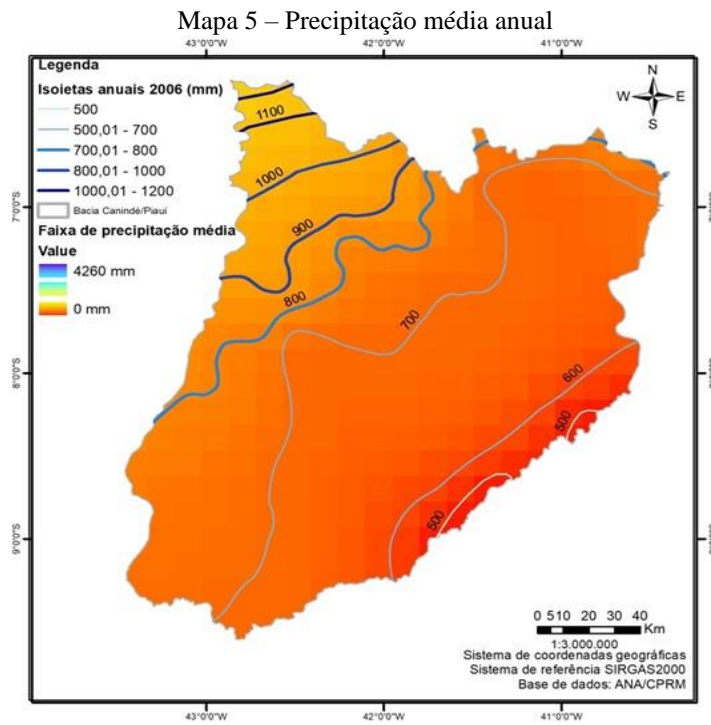 Mapa 5 – Precipitação média anual
43°0'0"S 42°0'0"S 41°0'0"S
Legenda
Isoietas anuais 2006 (mm)
500
500,01 - 700
700,01 - 800
800,01 - 1000
1000,01 - 1200
Bacia Canindé/Piauí
Faixa de precipitação média
Value
4260 mm
0 mm
N
W E
S
1100
1000
900
800
700
600
500
500
7°0'0"S
8°0'0"S
9°0'0"S
0 5 10 20 30 40
Km
1:3.000.000
Sistema de coordenadas geográficas
Sistema de referência SIRGAS2000
Base de dados: ANA/CPRM
43°0'0"S 42°0'0"S 41°0'0"S